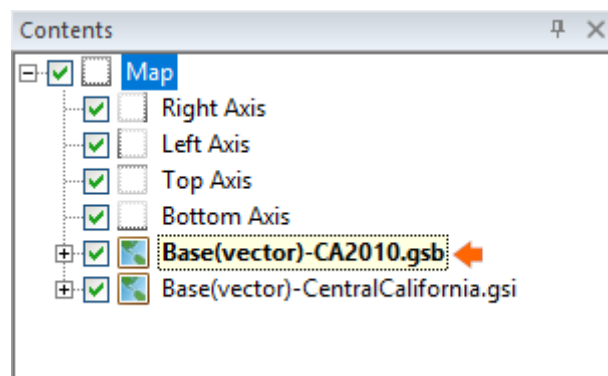 Contents
Map
Right Axis
Left Axis
Top Axis
Bottom Axis
Base(vector)-CA2010.gsb
Base(vector)-CentralCalifornia.gsi